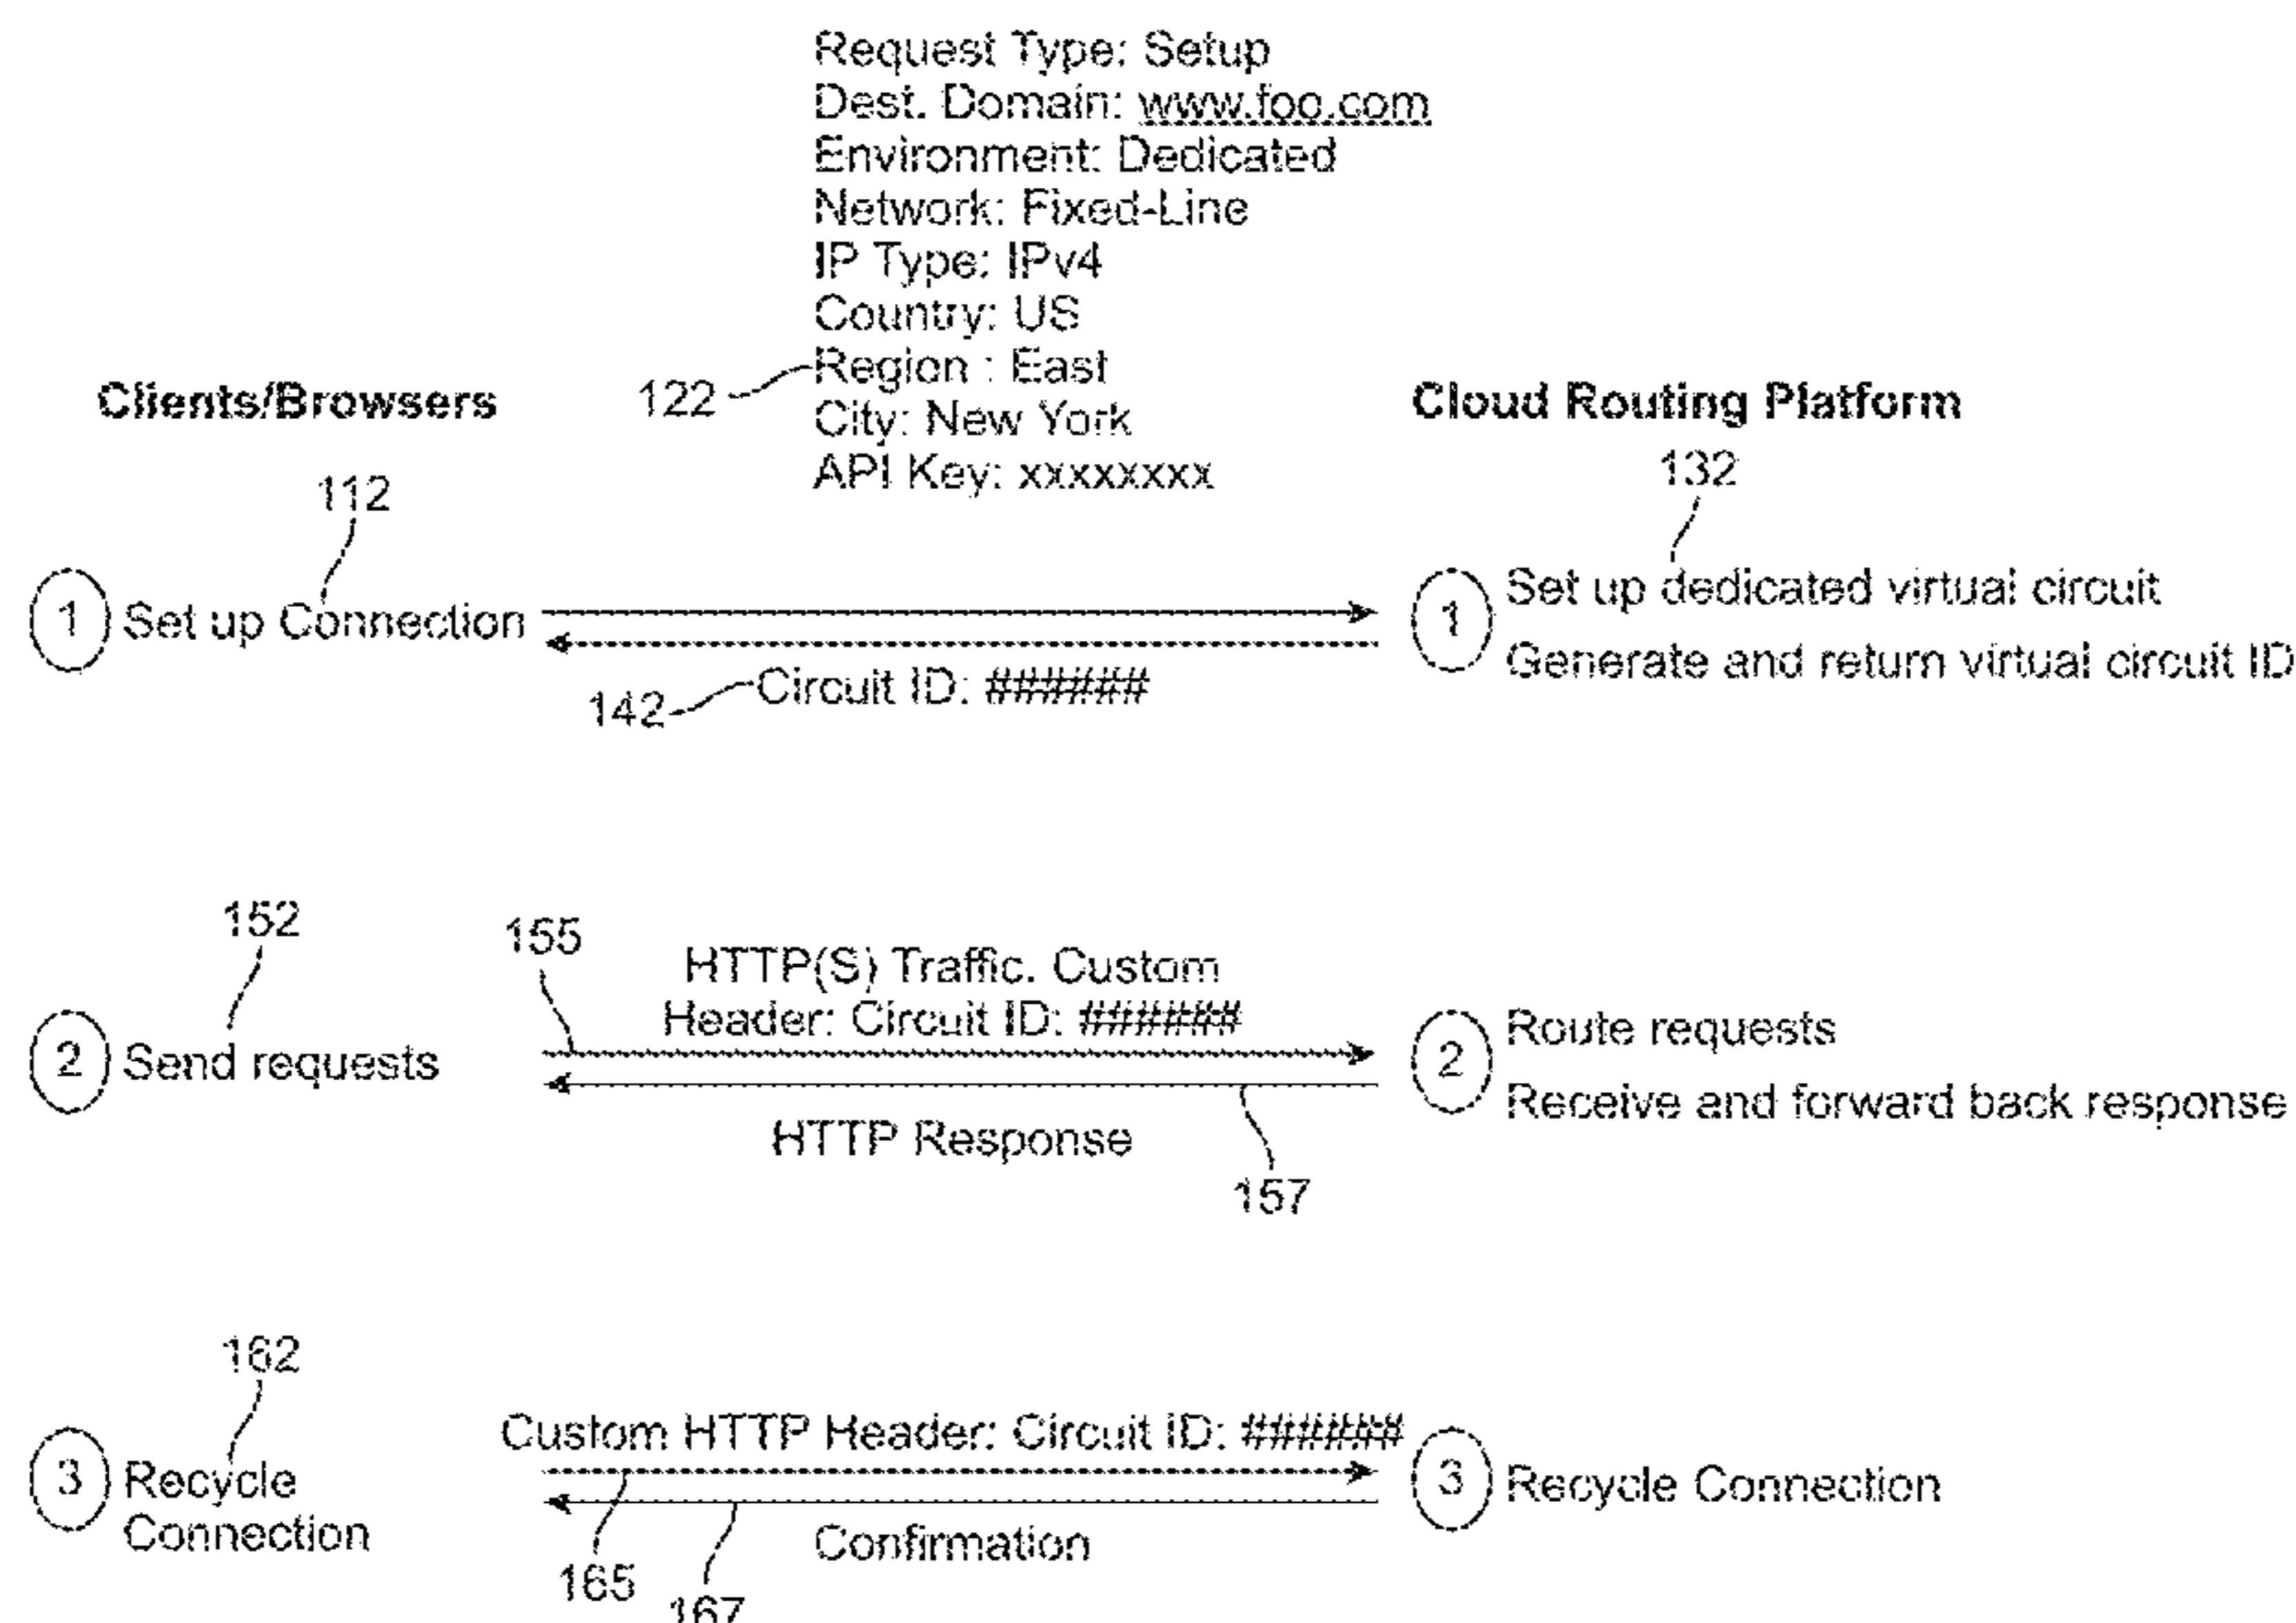 Request Type: Setup
Dest. Domain: www.foo.com
Environment: Dedicated
Network: Fixed-Line
IP Type: IPv4
Country: US
Region : East
City: New York
API Key: xxxxxxxx
122
Clients/Browsers
Cloud Routing Platform
112
132
1 Set up Connection
1 Set up dedicated virtual circuit
Generate and return virtual circuit ID
142 Circuit ID: ######
152
155
HTTP(S) Traffic. Custom
Header: Circuit ID: ######
2 Send requests
2 Route requests
Receive and forward back response
HTTP Response
157
162
Custom HTTP Header: Circuit ID: ######
3 Recycle
Connection
3 Recycle Connection
Confirmation
165
167